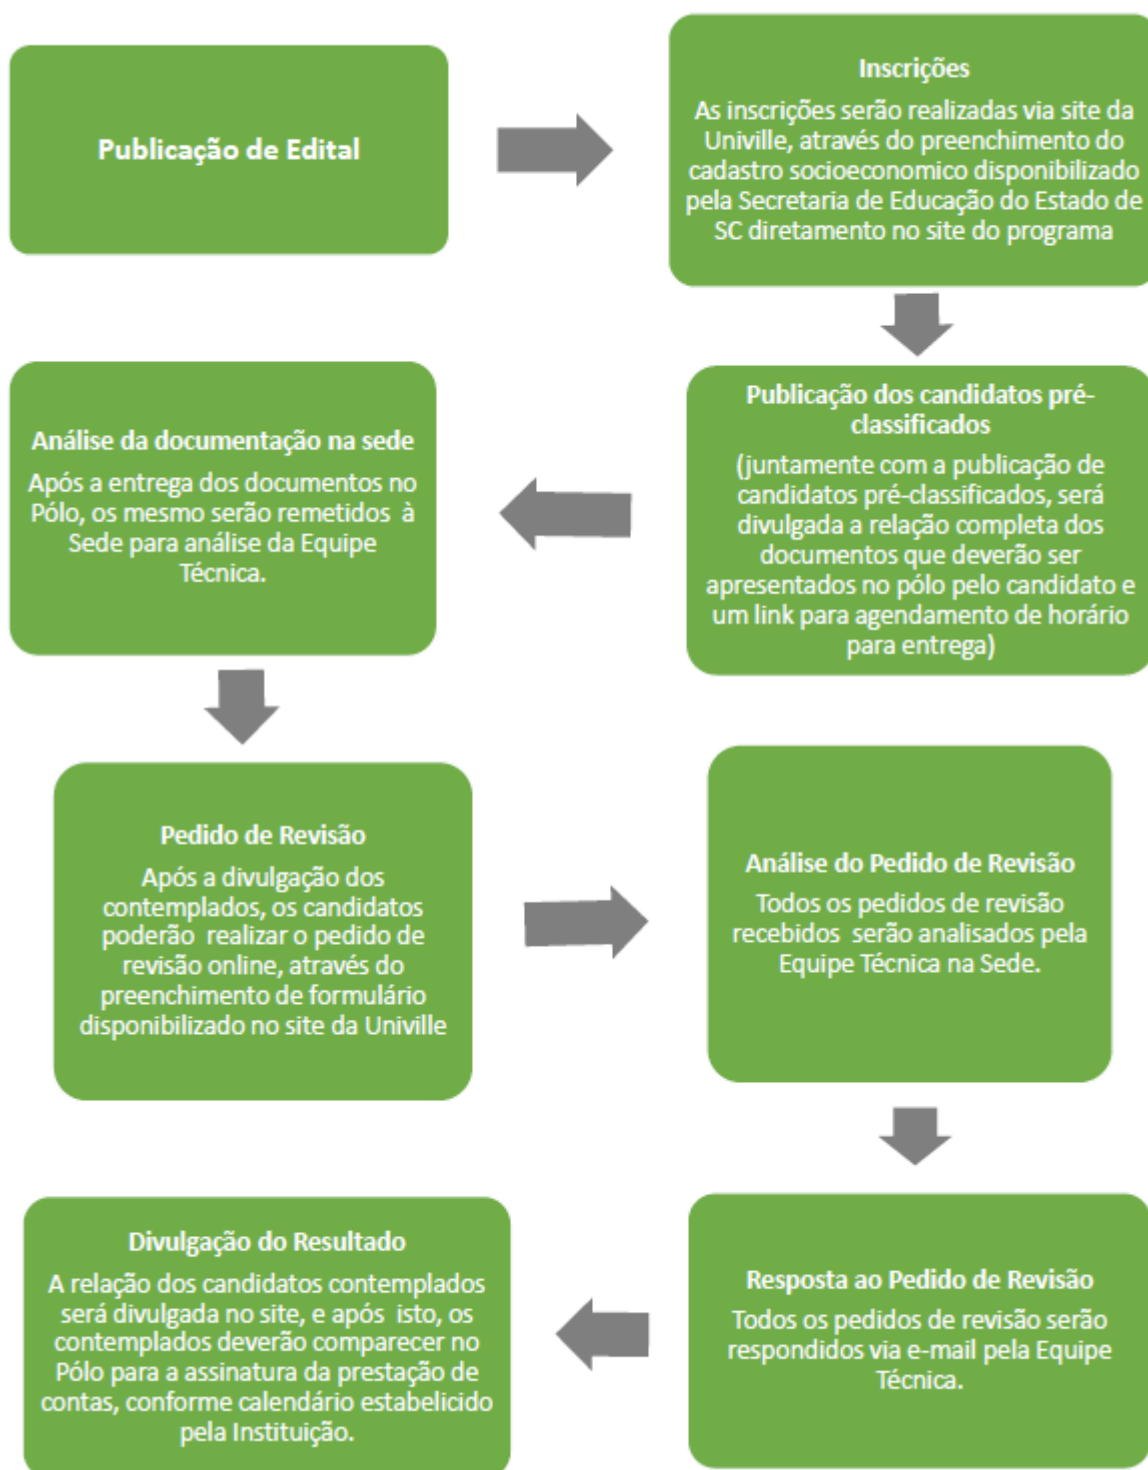 Publicação de Edital
Inscrições
As inscrições serão realizadas via site da
Univille, através do preenchimento do
cadastro socioeconomico disponibilizado
pela Secretaria de Educação do Estado de
SC diretamento no site do programa
Publicação dos candidatos pré-
classificados
(juntamente com a publicação de
candidatos pré-classificados, será
divulgada a relação completa dos
documentos que deverão ser
apresentados no pólo pelo candidato e
um link para agendamento de horário
para entrega)
Análise da documentação na sede
Após a entrega dos documentos no
Pólo, os mesmo serão remetidos à
Sede para análise da Equipe
Técnica.
Pedido de Revisão
Após a divulgação dos
contemplados, os candidatos
poderão realizar o pedido de
revisão online, através do
preenchimento de formulário
disponibilizado no site da Univille
Análise do Pedido de Revisão
Todos os pedidos de revisão
recebidos serão analisados pela
Equipe Técnica na Sede.
Resposta ao Pedido de Revisão
Todos os pedidos de revisão serão
respondidos via e-mail pela Equipe
Técnica.
Divulgação do Resultado
A relação dos candidatos contemplados
será divulgada no site, e após isto, os
contemplados deverão comparecer no
Pólo para a assinatura da prestação de
contas, conforme calendário estabelicido
pela Instituição.